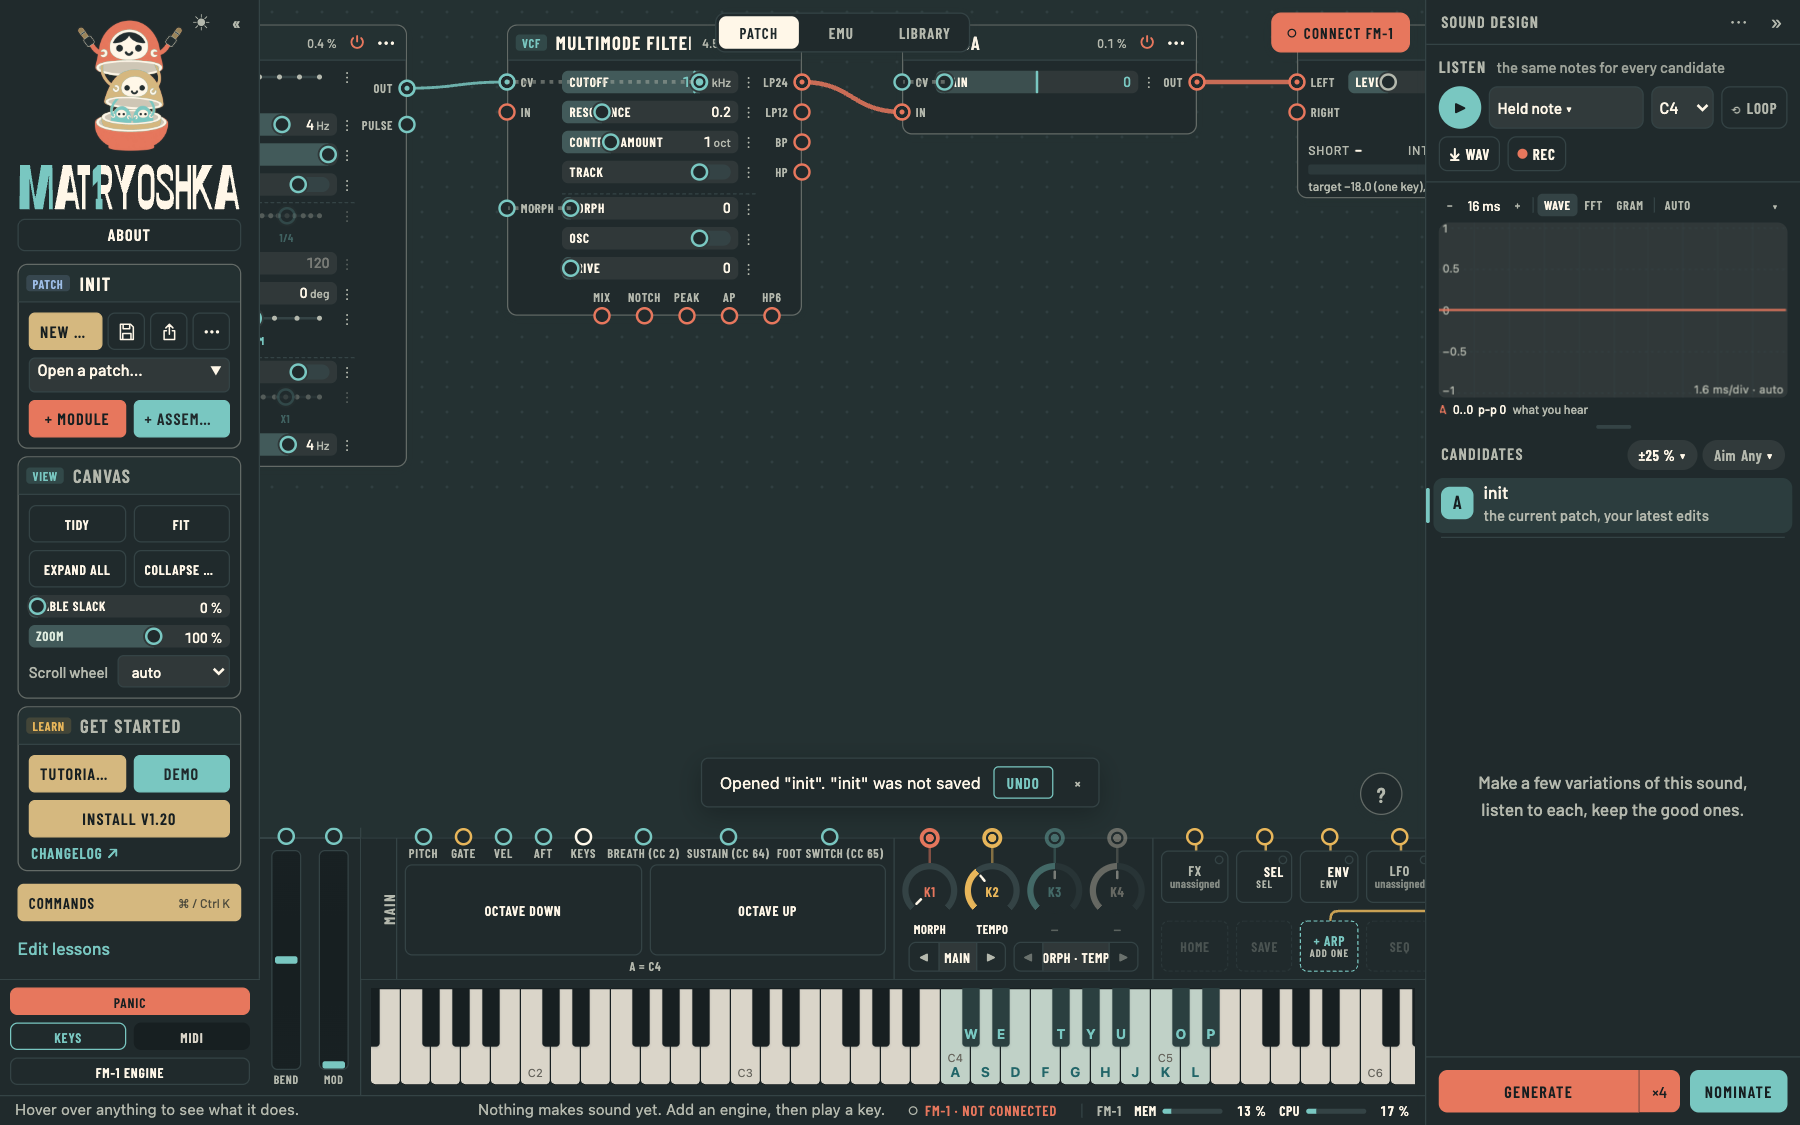 MATRYOSHKA
ABOUT
PATCH INIT
NEW ...
Open a patch...
+ MODULE
+ ASSEM...
VIEW CANVAS
TIDY
FIT
EXPAND ALL
COLLAPSE ...
BLE SLACK 0 %
ZOOM 100 %
Scroll wheel auto
LEARN GET STARTED
TUTORIA...
DEMO
INSTALL V1.20
CHANGELOG ↗
COMMANDS ⌘ / Ctrl K
Edit lessons
PANIC
KEYS
MIDI
FM-1 ENGINE
Hover over anything to see what it does.
PATCH
EMU
LIBRARY
CONNECT FM-1
0.4 %
OUT
4 Hz
PULSE
1/4
120
0 deg
X1
4 Hz
VCF MULTIMODE FILTE
CV
CUTOFF
kHz
LP24
IN
0.2
LP12
AMOUNT
1 oct
BP
TRACK
HP
MORPH
0
OSC
0
MIX NOTCH PEAK AP HP6
A
0.1 %
CV
0
OUT
IN
LEFT
RIGHT
SHORT –
INT
target −18.0 (one key),
Opened "init". "init" was not saved
UNDO
×
?
PITCH GATE VEL AFT KEYS BREATH (CC 2) SUSTAIN (CC 64) FOOT SWITCH (CC 65)
MAIN
OCTAVE DOWN
OCTAVE UP
A = C4
K1 K2 K3 K4
MORPH TEMPO – –
MAIN
ORPH · TEMP
FX
unassigned
SEL
SEL
ENV
ENV
LFO
unassigned
HOME
SAVE
+ ARP
ADD ONE
SEQ
BEND
MOD
W E T Y U O P
C2 C3 C4 C5 C6
A S D F G H J K L
Nothing makes sound yet. Add an engine, then play a key.
FM-1 · NOT CONNECTED
FM-1 MEM 13 % CPU 17 %
SOUND DESIGN
LISTEN the same notes for every candidate
Held note
C4
LOOP
WAV
REC
− 16 ms +
WAVE FFT GRAM AUTO
1
0.5
0
−0.5
−1
1.6 ms/div · auto
A 0..0 p-p 0 what you hear
CANDIDATES
±25 %
Aim Any
A
init
the current patch, your latest edits
Make a few variations of this sound,
listen to each, keep the good ones.
GENERATE
×4
NOMINATE